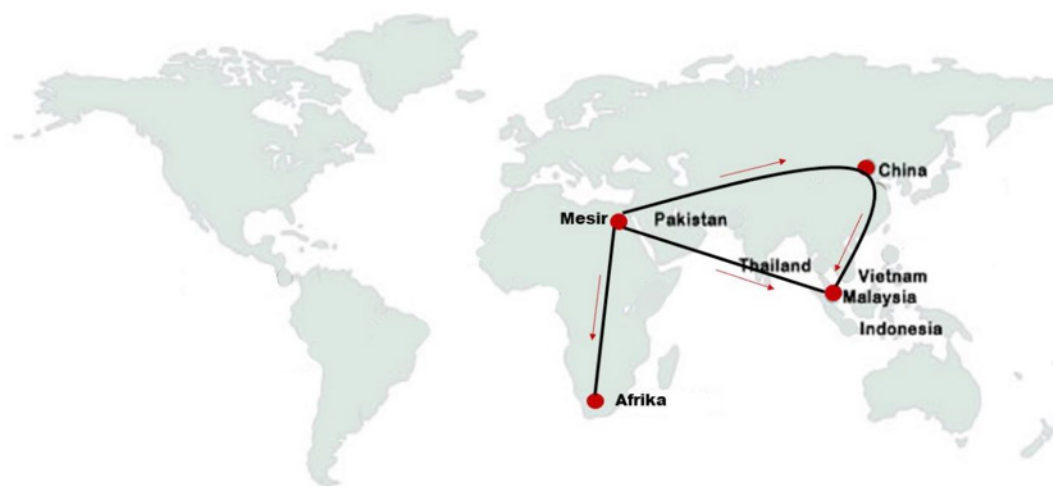 China
Mesir
Pakistan
Thailand
Vietnam
Malaysia
Indonesia
Afrika